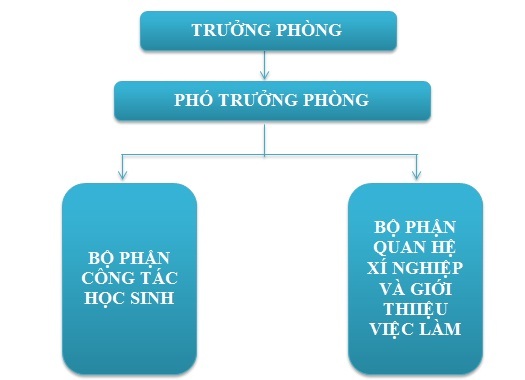 TRƯỞNG PHÒNG
PHÓ TRƯỞNG PHÒNG
BỘ PHẬN
CÔNG TÁC
HỌC SINH
BỘ PHẬN
QUAN HỆ
XÍ NGHIỆP
VÀ GIỚI
THIIỆU
VIỆC LÀM